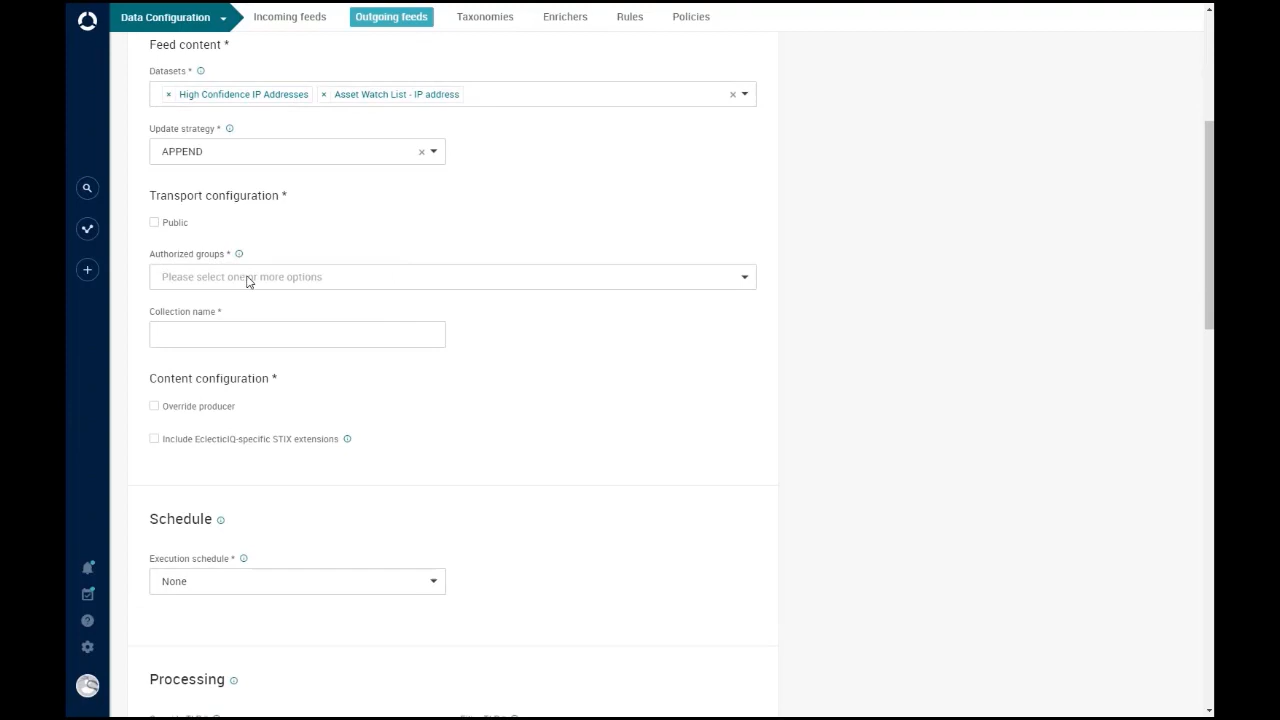 Data Configuration
Incoming feeds
Outgoing feeds
Taxonomies
Enrichers
Rules
Policies
Feed content *
Datasets *
× High Confidence IP Addresses × Asset Watch List - IP address ×
Update strategy *
APPEND ×
Transport configuration *
Public
Authorized groups *
Please select one or more options
Collection name *
Content configuration *
Override producer
Include EclecticIQ-specific STIX extensions
Schedule
Execution schedule *
None
Processing